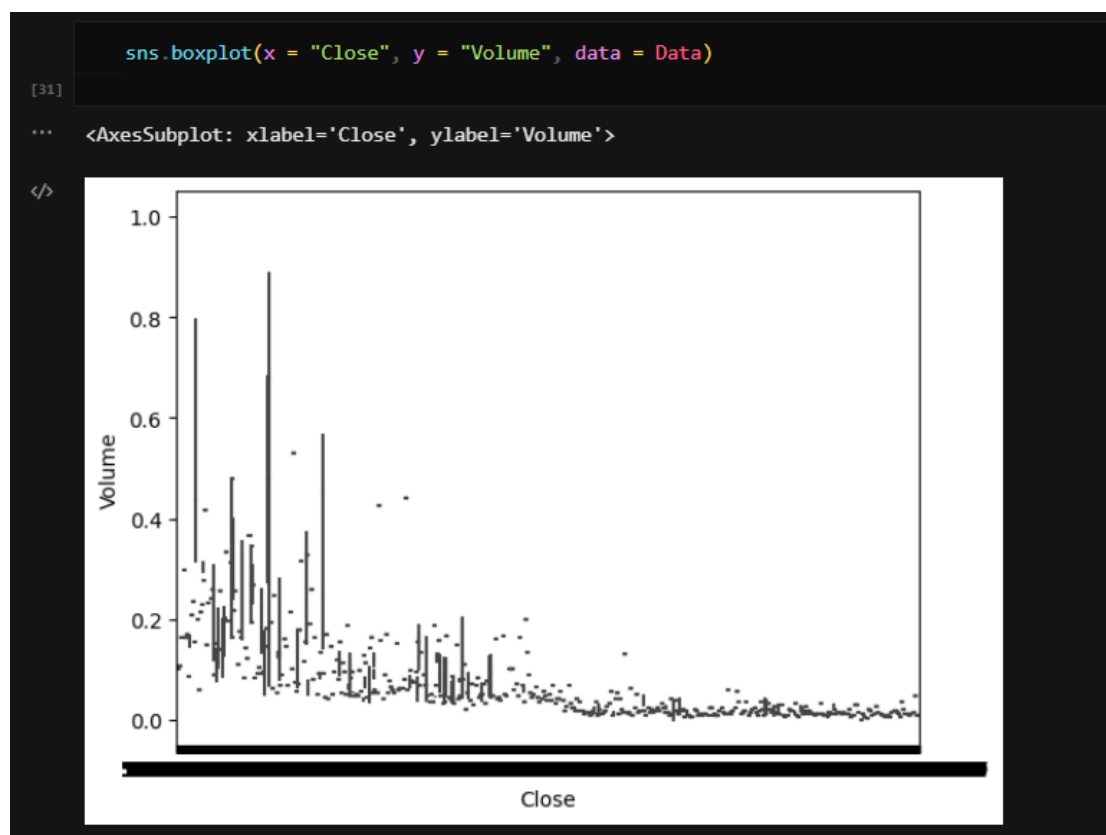 sns.boxplot(x = "Close", y = "Volume", data = Data)
[31]
... <AxesSubplot: xlabel='Close', ylabel='Volume'>
</>
1.0
0.8
0.6
0.4
0.2
0.0
Volume
Close